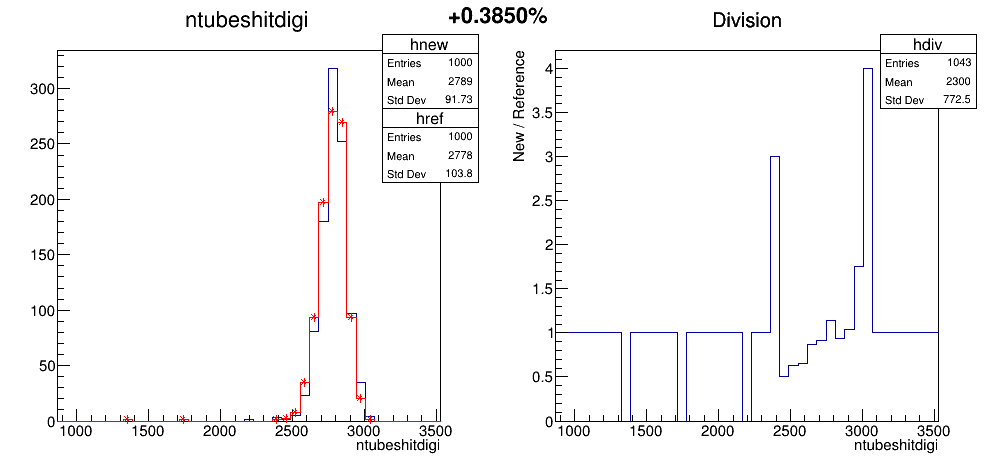 ntubeshitdigi
+0.3850%
Division
hnew
Entries 1000
Mean 2789
Std Dev 91.73
href
Entries 1000
Mean 2778
Std Dev 103.8
300
250
200
150
100
50
0
1000 1500 2000 2500 3000 3500
ntubeshitdigi
hdiv
Entries 1043
Mean 2300
Std Dev 772.5
New / Reference
4
3.5
3
2.5
2
1.5
1
0.5
0
1000 1500 2000 2500 3000 3500
ntubeshitdigi